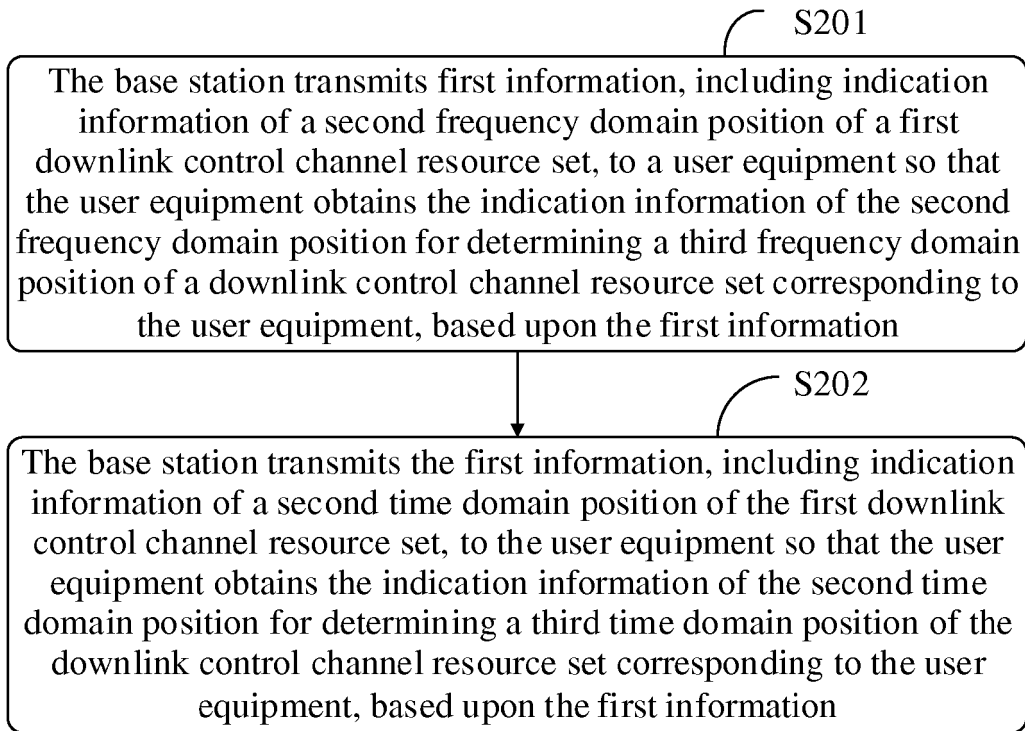 S201
The base station transmits first information, including indication
information of a second frequency domain position of a first
downlink control channel resource set, to a user equipment so that
the user equipment obtains the indication information of the second
frequency domain position for determining a third frequency domain
position of a downlink control channel resource set corresponding to
the user equipment, based upon the first information
S202
The base station transmits the first information, including indication
information of a second time domain position of the first downlink
control channel resource set, to the user equipment so that the user
equipment obtains the indication information of the second time
domain position for determining a third time domain position of the
downlink control channel resource set corresponding to the user
equipment, based upon the first information